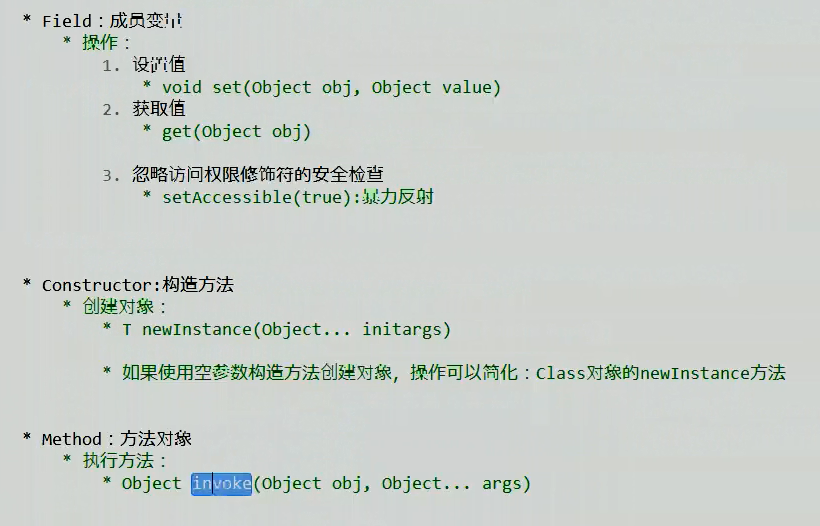 * Field：成员变量
* 操作：
1. 设置值
* void set(Object obj, Object value)
2. 获取值
* get(Object obj)
3. 忽略访问权限修饰符的安全检查
* setAccessible(true):暴力反射
* Constructor:构造方法
* 创建对象：
* T newInstance(Object... initargs)
* 如果使用空参数构造方法创建对象，操作可以简化：Class对象的newInstance方法
* Method：方法对象
* 执行方法：
* Object invoke(Object obj, Object... args)